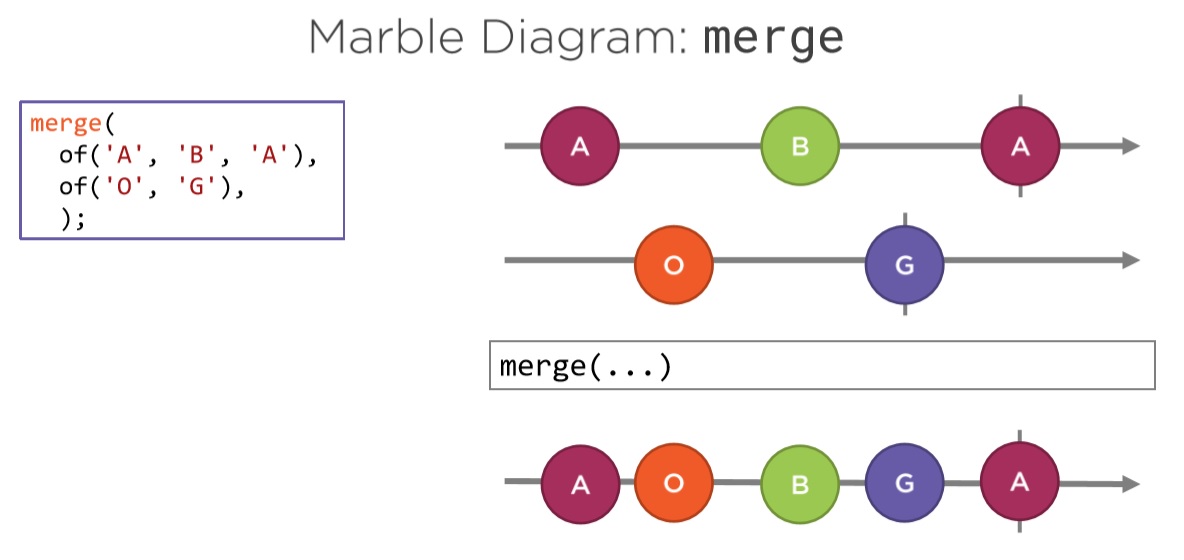 Marble Diagram: merge
merge(
of('A', 'B', 'A'),
of('O', 'G'),
);
A B A
O G
merge(...)
A O B G A